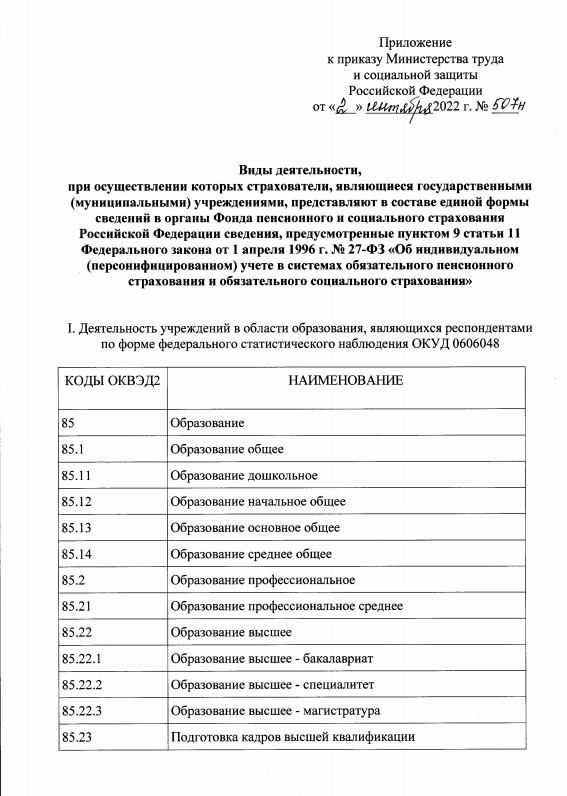 Приложение
к приказу Министерства труда
и социальной защиты
Российской Федерации
от «2» сентября 2022 г. № 507н
Виды деятельности,
при осуществлении которых страхователи, являющиеся государственными
(муниципальными) учреждениями, представляют в составе единой формы
сведений в органы Фонда пенсионного и социального страхования
Российской Федерации сведения, предусмотренные пунктом 9 статьи 11
Федерального закона от 1 апреля 1996 г. № 27-ФЗ «Об индивидуальном
(персонифицированном) учете в системах обязательного пенсионного
страхования и обязательного социального страхования»
I. Деятельность учреждений в области образования, являющихся респондентами
по форме федерального статистического наблюдения ОКУД 0606048
КОДЫ ОКВЭД2 НАИМЕНОВАНИЕ
85 Образование
85.1 Образование общее
85.11 Образование дошкольное
85.12 Образование начальное общее
85.13 Образование основное общее
85.14 Образование среднее общее
85.2 Образование профессиональное
85.21 Образование профессиональное среднее
85.22 Образование высшее
85.22.1 Образование высшее - бакалавриат
85.22.2 Образование высшее - специалитет
85.22.3 Образование высшее - магистратура
85.23 Подготовка кадров высшей квалификации